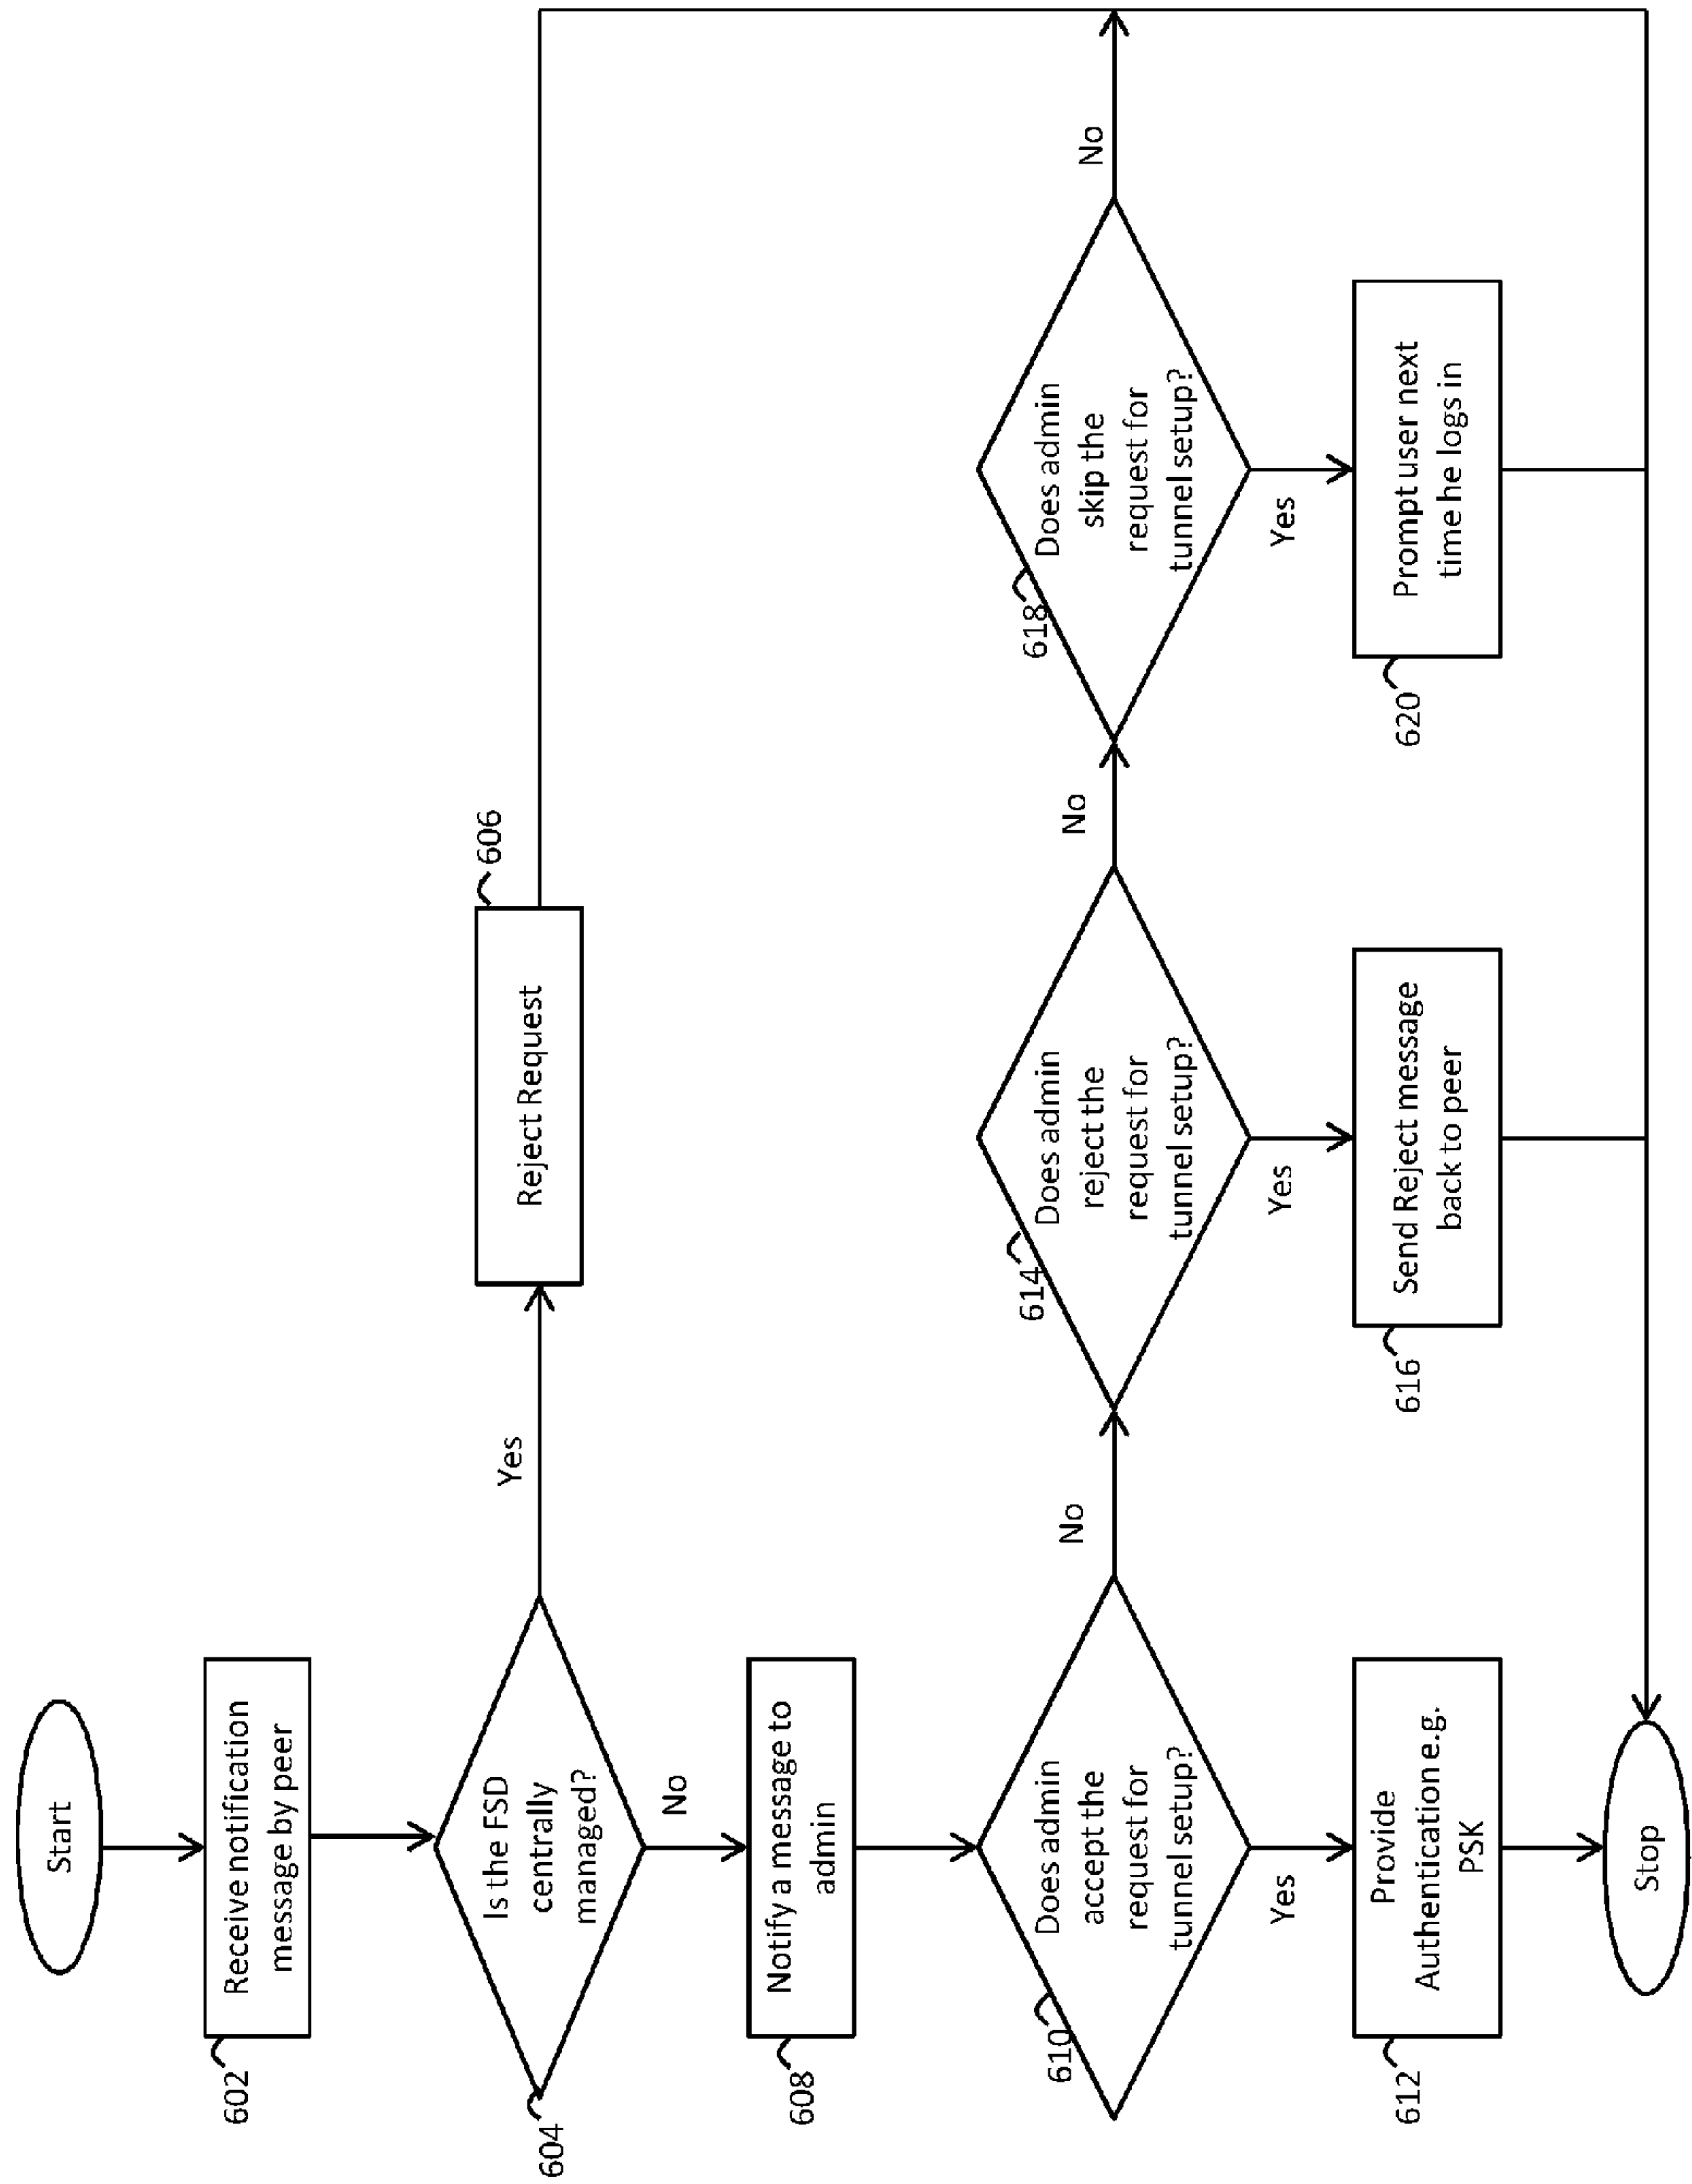 Start
602
Receive notification
message by peer
604
Is the FSD
centrally
managed?
Yes
606
Reject Request
No
608
Notify a message to
admin
610
Does admin
accept the
request for
tunnel setup?
No
614
Does admin
reject the
request for
tunnel setup?
No
618
Does admin
skip the
request for
tunnel setup?
No
Yes
Yes
Yes
612
Provide
Authentication e.g.
PSK
616
Send Reject message
back to peer
620
Prompt user next
time he logs in
Stop